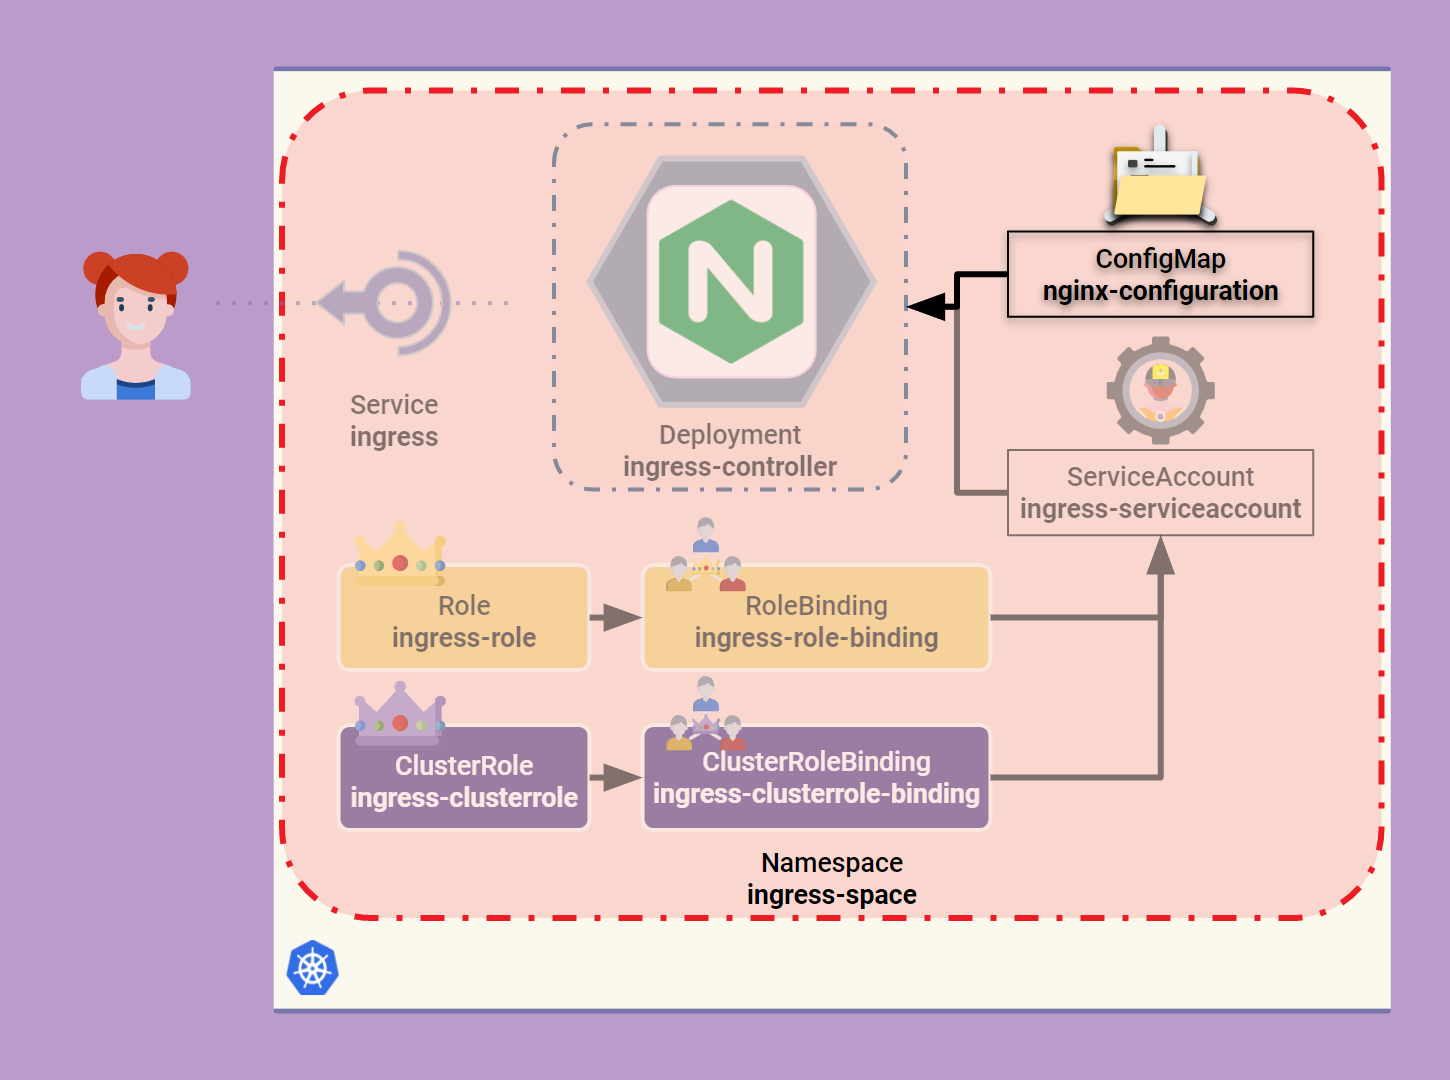 ConfigMap
nginx-configuration
Service
ingress
Deployment
ingress-controller
ServiceAccount
ingress-serviceaccount
Role
ingress-role
RoleBinding
ingress-role-binding
ClusterRole
ingress-clusterrole
ClusterRoleBinding
ingress-clusterrole-binding
Namespace
ingress-space